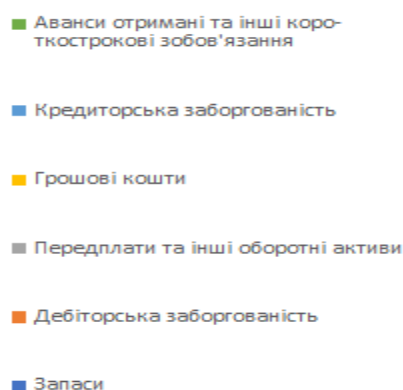 Аванси отримані та інші коро-
ткострокові зобов'язання
Кредиторська заборгованість
Грошові кошти
Передплати та інші оборотні активи
Дебіторська заборгованість
Запаси